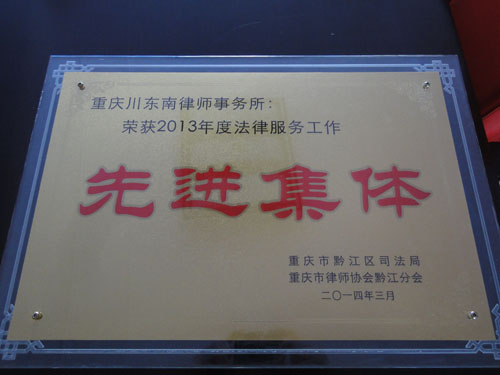 重庆川东南律师事务所：
荣获2013年度法律服务工作
先进集体
重庆市黔江区司法局
重庆市律师协会黔江分会
二〇一四年三月